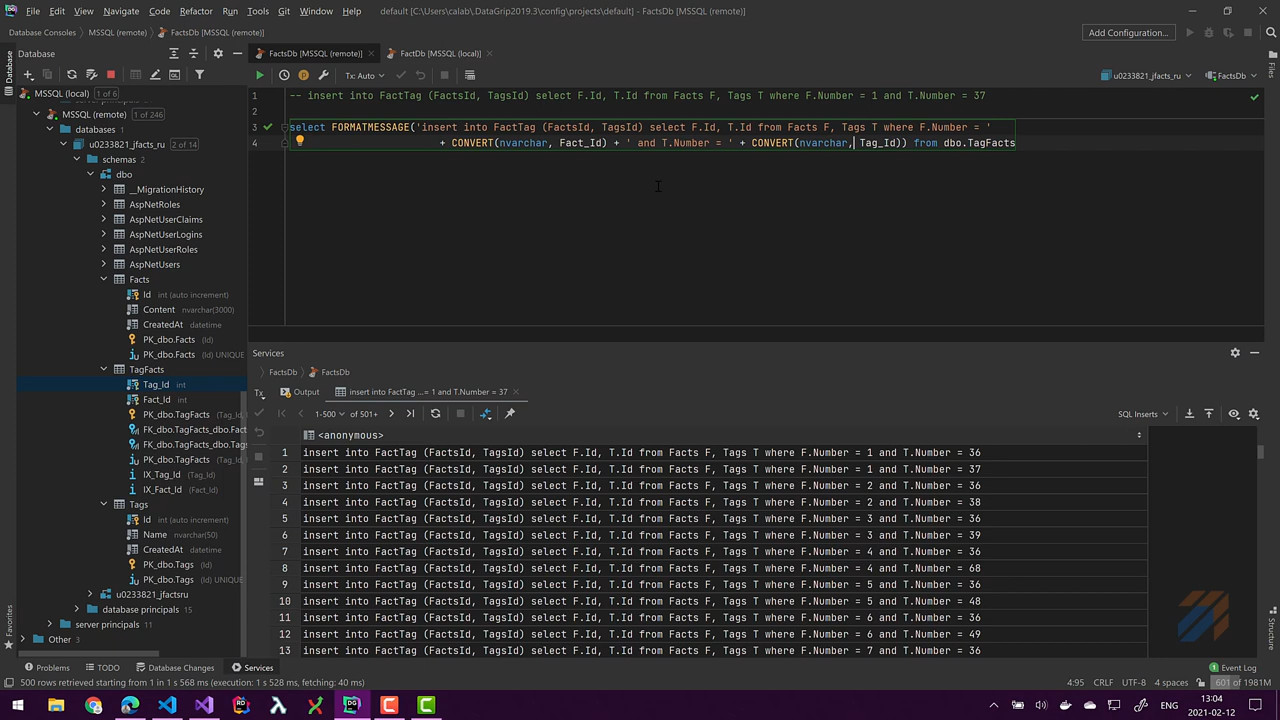 File Edit View Navigate Code Refactor Run Tools Git Window Help default [C:\Users\calab\.DataGrip2019.3\config\projects\default] - FactsDb [MSSQL (remote)]
Database Consoles MSSQL (remote) FactsDb [MSSQL (remote)] Add Configuration...
Database
FactsDb [MSSQL (remote)] FactDb [MSSQL (local)]
Tx: Auto u0233821_jfacts_ru FactsDb
MSSQL (local) 1 of 6
server principals
MSSQL (remote) 1 of 246
databases 1
u0233821_jfacts_ru 2 of 14
schemas 3
dbo
__MigrationHistory
AspNetRoles
AspNetUserClaims
AspNetUserLogins
AspNetUserRoles
AspNetUsers
Facts
Id int (auto increment)
Content nvarchar(3000)
CreatedAt datetime
PK_dbo.Facts (Id)
PK_dbo.Facts (Id) UNIQUE
TagFacts
Tag_Id int
Fact_Id int
PK_dbo.TagFacts (Tag_Id,
FK_dbo.TagFacts_dbo.Fact
FK_dbo.TagFacts_dbo.Tags
PK_dbo.TagFacts (Tag_Id,
IX_Tag_Id (Tag_Id)
IX_Fact_Id (Fact_Id)
Tags
Id int (auto increment)
Name nvarchar(50)
CreatedAt datetime
PK_dbo.Tags (Id)
PK_dbo.Tags (Id) UNIQUE
u0233821_jfactsru
database principals 15
server principals 11
Other 4
1 -- insert into FactTag (FactsId, TagsId) select F.Id, T.Id from Facts F, Tags T where F.Number = 1 and T.Number = 37
2
3 select FORMATMESSAGE('insert into FactTag (FactsId, TagsId) select F.Id, T.Id from Facts F, Tags T where F.Number = '
4 + CONVERT(nvarchar, Fact_Id) + ' and T.Number = ' + CONVERT(nvarchar, Tag_Id)) from dbo.TagFacts
Services
FactsDb FactsDb
Tx Output insert into FactTag ...= 1 and T.Number = 37
1-500 of 501+ SQL Inserts
<anonymous>
1 insert into FactTag (FactsId, TagsId) select F.Id, T.Id from Facts F, Tags T where F.Number = 1 and T.Number = 36
2 insert into FactTag (FactsId, TagsId) select F.Id, T.Id from Facts F, Tags T where F.Number = 1 and T.Number = 37
3 insert into FactTag (FactsId, TagsId) select F.Id, T.Id from Facts F, Tags T where F.Number = 2 and T.Number = 36
4 insert into FactTag (FactsId, TagsId) select F.Id, T.Id from Facts F, Tags T where F.Number = 2 and T.Number = 38
5 insert into FactTag (FactsId, TagsId) select F.Id, T.Id from Facts F, Tags T where F.Number = 3 and T.Number = 36
6 insert into FactTag (FactsId, TagsId) select F.Id, T.Id from Facts F, Tags T where F.Number = 3 and T.Number = 39
7 insert into FactTag (FactsId, TagsId) select F.Id, T.Id from Facts F, Tags T where F.Number = 4 and T.Number = 36
8 insert into FactTag (FactsId, TagsId) select F.Id, T.Id from Facts F, Tags T where F.Number = 4 and T.Number = 68
9 insert into FactTag (FactsId, TagsId) select F.Id, T.Id from Facts F, Tags T where F.Number = 5 and T.Number = 36
10 insert into FactTag (FactsId, TagsId) select F.Id, T.Id from Facts F, Tags T where F.Number = 5 and T.Number = 48
11 insert into FactTag (FactsId, TagsId) select F.Id, T.Id from Facts F, Tags T where F.Number = 6 and T.Number = 36
12 insert into FactTag (FactsId, TagsId) select F.Id, T.Id from Facts F, Tags T where F.Number = 6 and T.Number = 49
13 insert into FactTag (FactsId, TagsId) select F.Id, T.Id from Facts F, Tags T where F.Number = 7 and T.Number = 36
Database
Favorites
Files
Structure
Problems TODO Database Changes Services Event Log
500 rows retrieved starting from 1 in 1 s 568 ms (execution: 1 s 528 ms, fetching: 40 ms) 4:95 CRLF UTF-8 4 spaces 601 of 1981M
ENG 13:04
2021-02-12